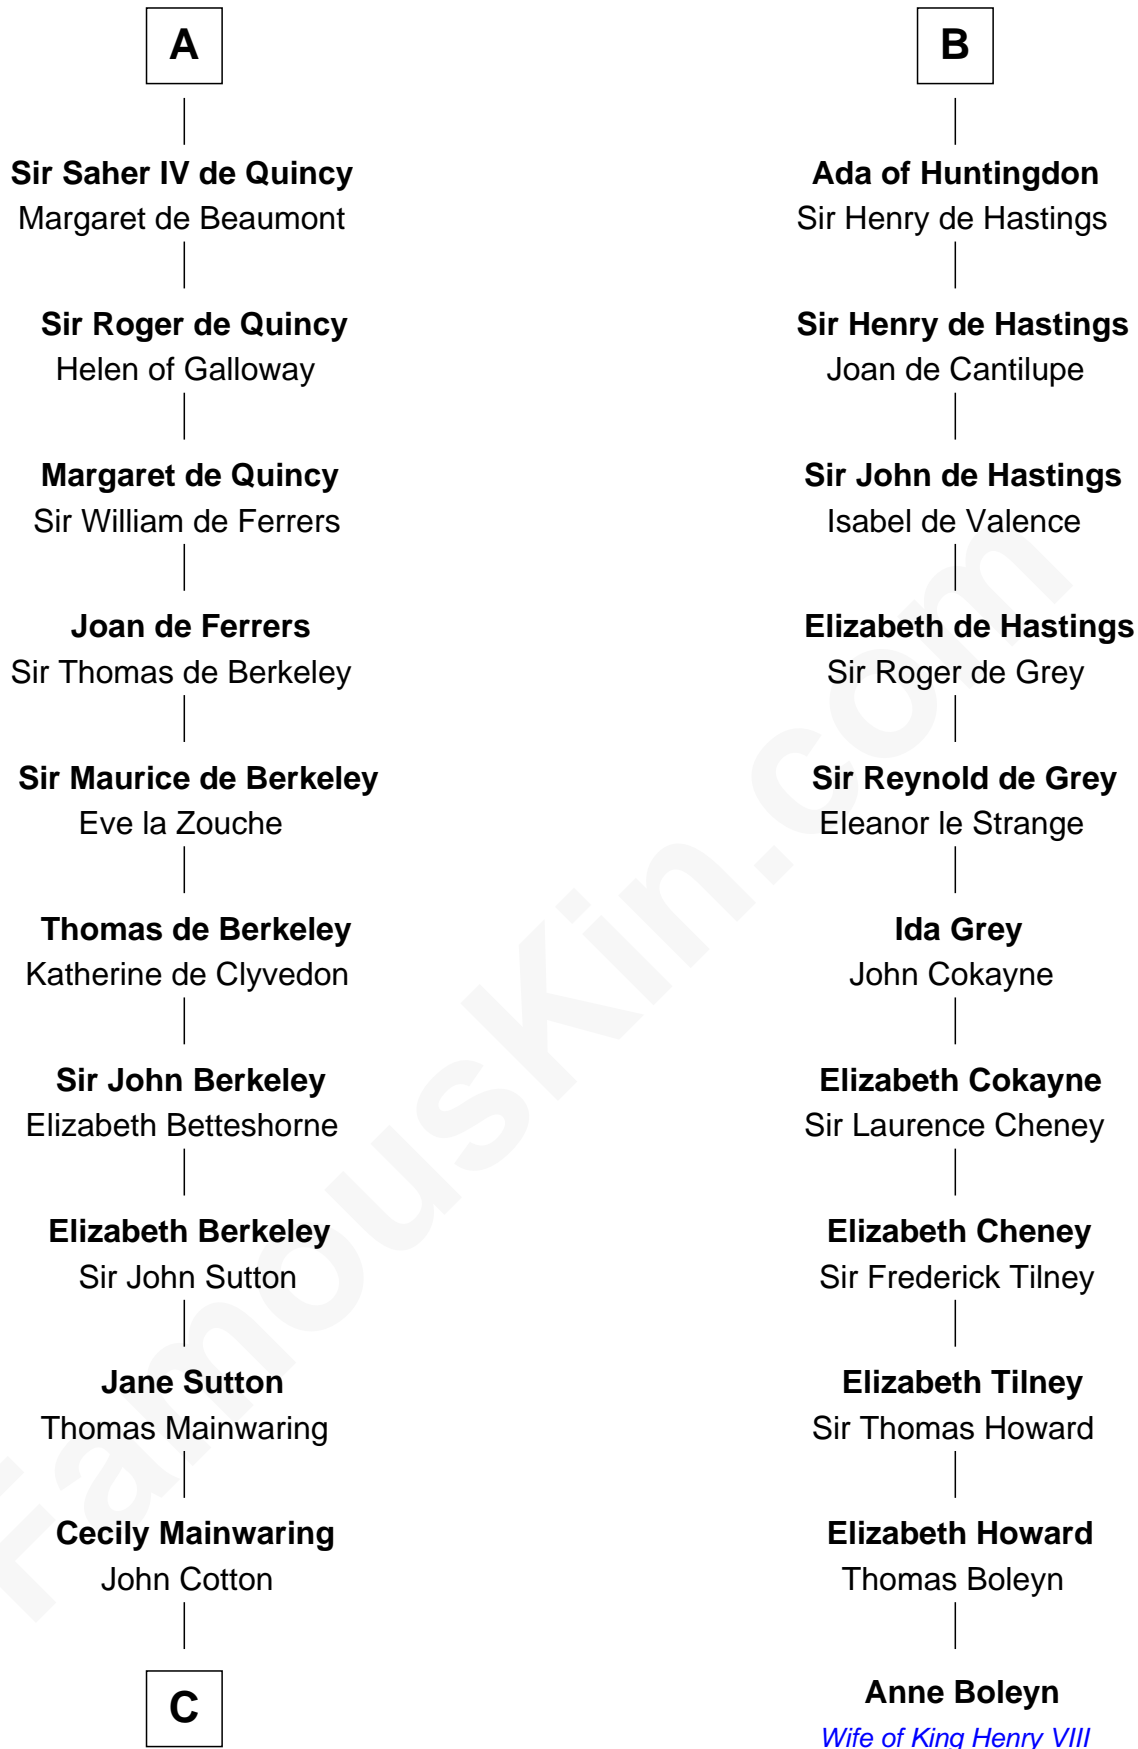 A
Sir Saher IV de Quincy
Margaret de Beaumont
Sir Roger de Quincy
Helen of Galloway
Margaret de Quincy
Sir William de Ferrers
Joan de Ferrers
Sir Thomas de Berkeley
Sir Maurice de Berkeley
Eve la Zouche
Thomas de Berkeley
Katherine de Clyvedon
Sir John Berkeley
Elizabeth Betteshorne
Elizabeth Berkeley
Sir John Sutton
Jane Sutton
Thomas Mainwaring
Cecily Mainwaring
John Cotton
C
B
Ada of Huntingdon
Sir Henry de Hastings
Sir Henry de Hastings
Joan de Cantilupe
Sir John de Hastings
Isabel de Valence
Elizabeth de Hastings
Sir Roger de Grey
Sir Reynold de Grey
Eleanor le Strange
Ida Grey
John Cokayne
Elizabeth Cokayne
Sir Laurence Cheney
Elizabeth Cheney
Sir Frederick Tilney
Elizabeth Tilney
Sir Thomas Howard
Elizabeth Howard
Thomas Boleyn
Anne Boleyn
Wife of King Henry VIII
FamousKin.com